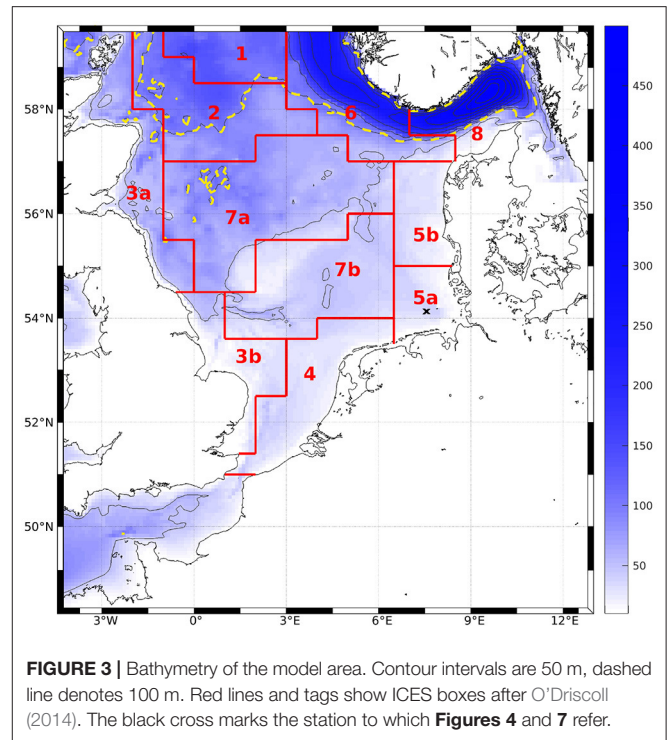 1
2
6
8
3a
7a
5b
7b
5a
3b
4
58°N
56°N
54°N
52°N
50°N
3°W
0°
3°E
6°E
9°E
12°E
450
400
350
300
250
200
150
100
50
FIGURE 3 | Bathymetry of the model area. Contour intervals are 50 m, dashed
line denotes 100 m. Red lines and tags show ICES boxes after O'Driscoll
(2014). The black cross marks the station to which Figures 4 and 7 refer.